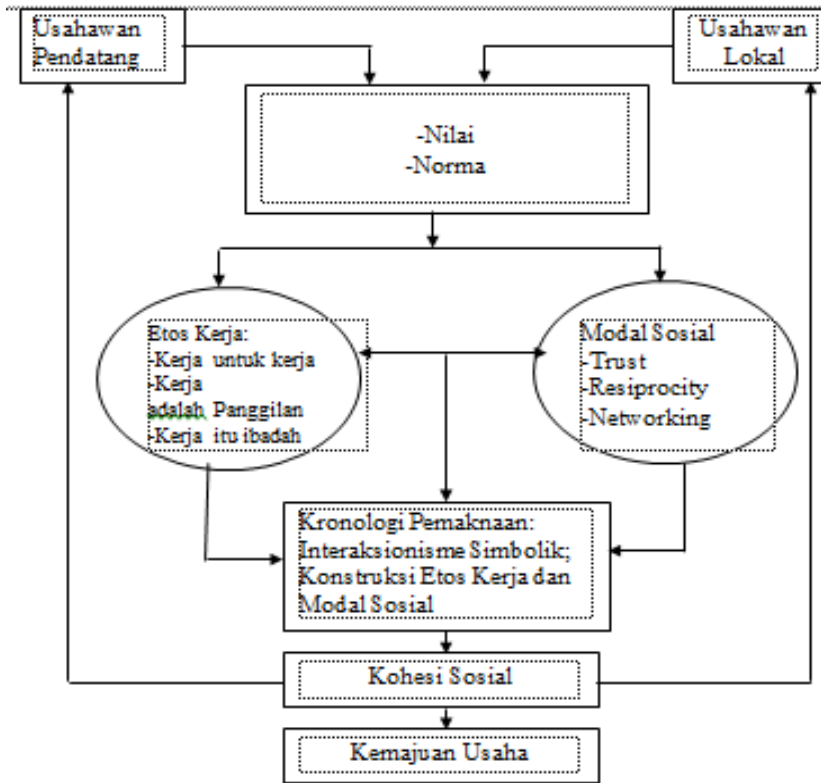 Usahawan
Pendatang
Usahawan
Lokal
-Nilai
-Norma
Etos Kerja:
-Kerja untuk kerja
-Kerja
adalah Panggilan
-Kerja itu ibadah
Modal Sosial
-Trust
-Resiprocity
-Networking
Kronologi Pemaknaan:
Interaksionisme Simbolik;
Konstruksi Etos Kerja dan
Modal Sosial
Kohesi Sosial
Kemajuan Usaha